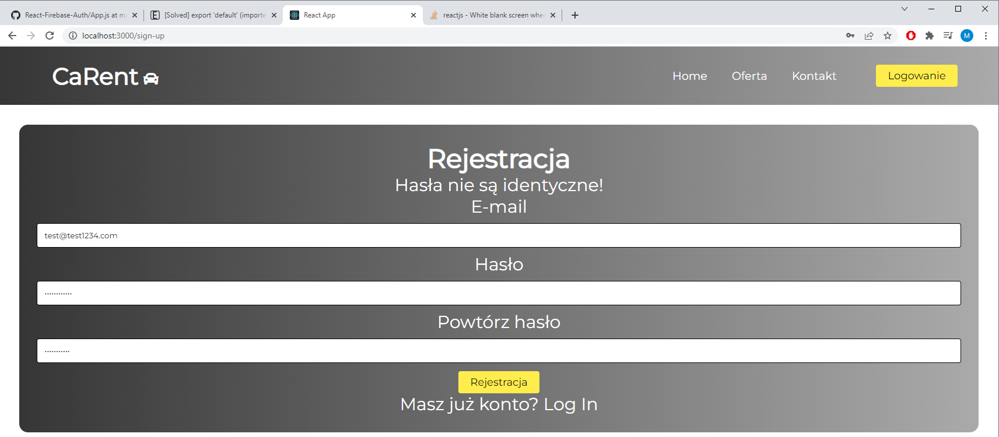 React-Firebase-Auth/App.js at ma
[Solved] export 'default' (importe
React App
reactjs - White blank screen when
localhost:3000/sign-up
M
CaRent
Home
Oferta
Kontakt
Logowanie
Rejestracja
Hasła nie są identyczne!
E-mail
test@test1234.com
Hasło
Powtórz hasło
Rejestracja
Masz już konto? Log In